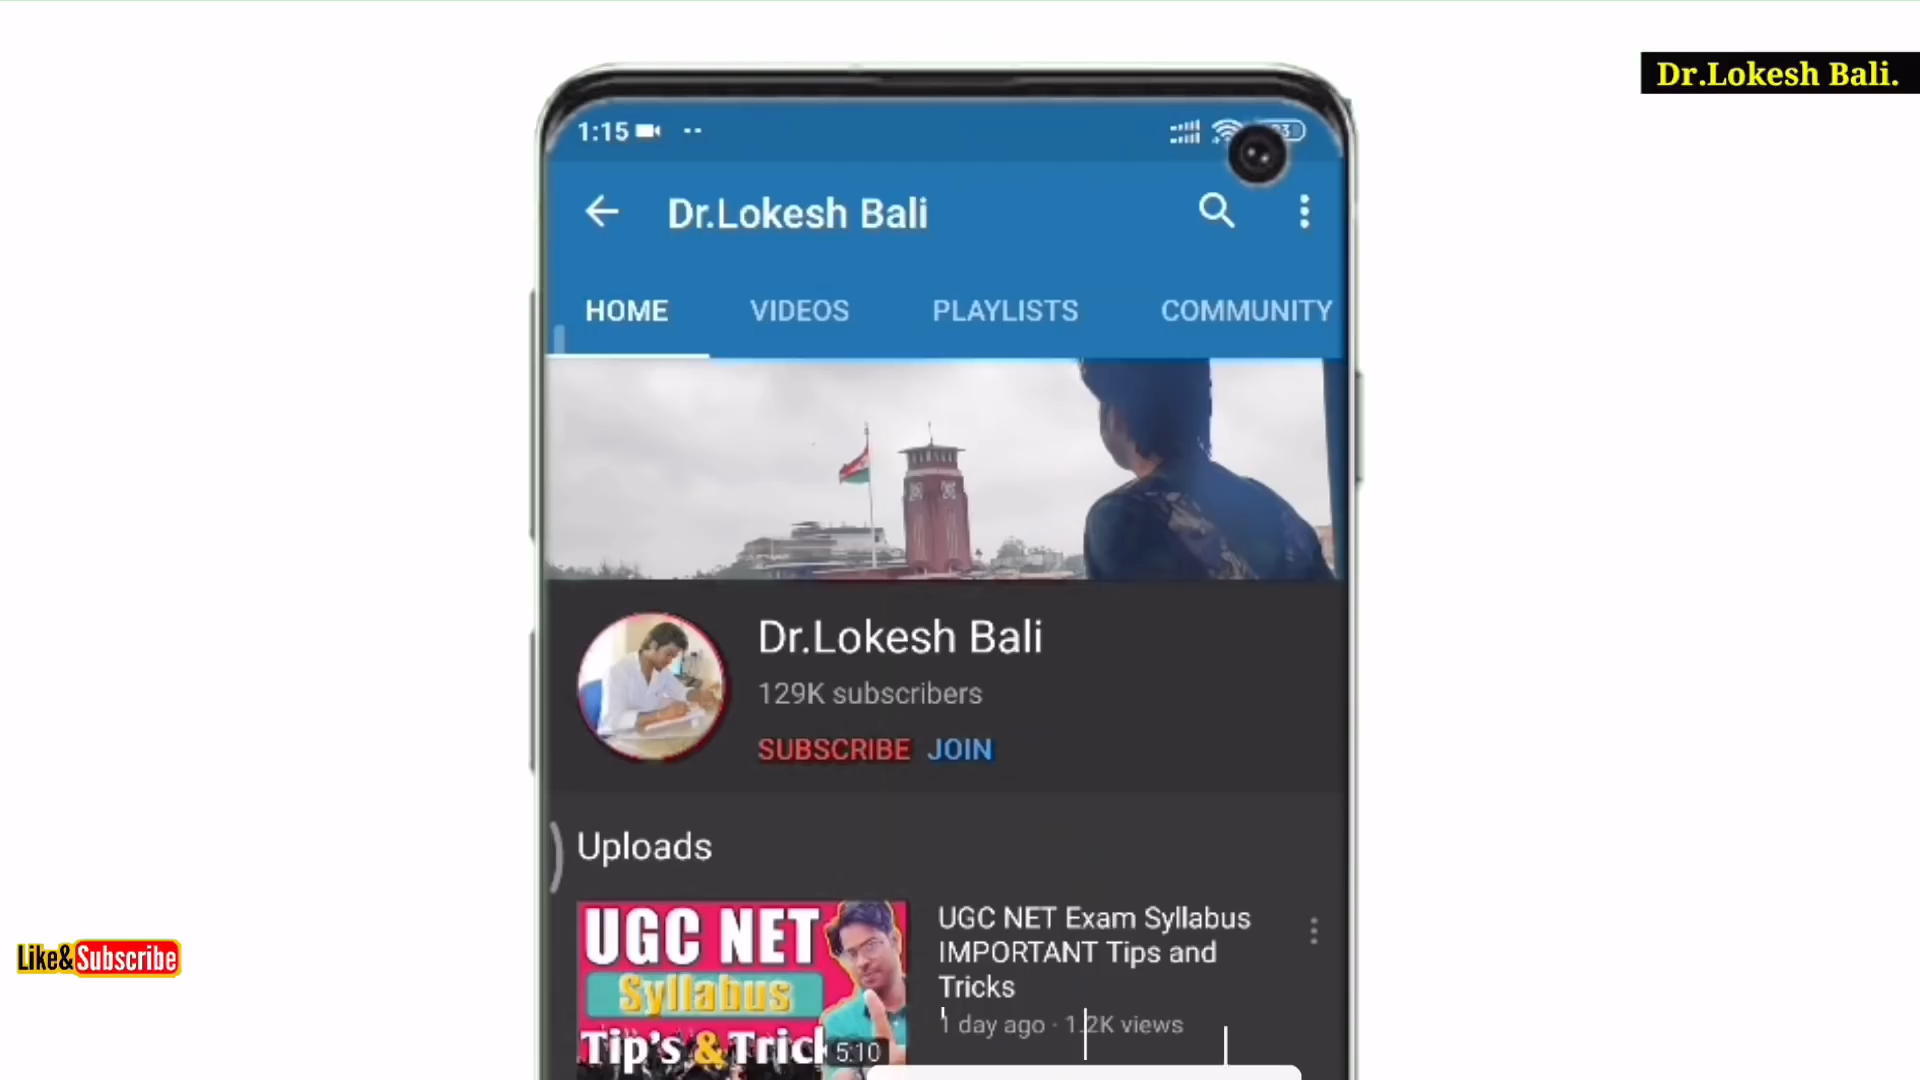 Dr.Lokesh Bali.
1:15
Dr.Lokesh Bali
HOME VIDEOS PLAYLISTS COMMUNITY
Dr.Lokesh Bali
129K subscribers
SUBSCRIBE JOIN
Uploads
UGC NET
Syllabus
Tip's & Trick
5:10
UGC NET Exam Syllabus
IMPORTANT Tips and
Tricks
1 day ago · 1.2K views
Like& Subscribe